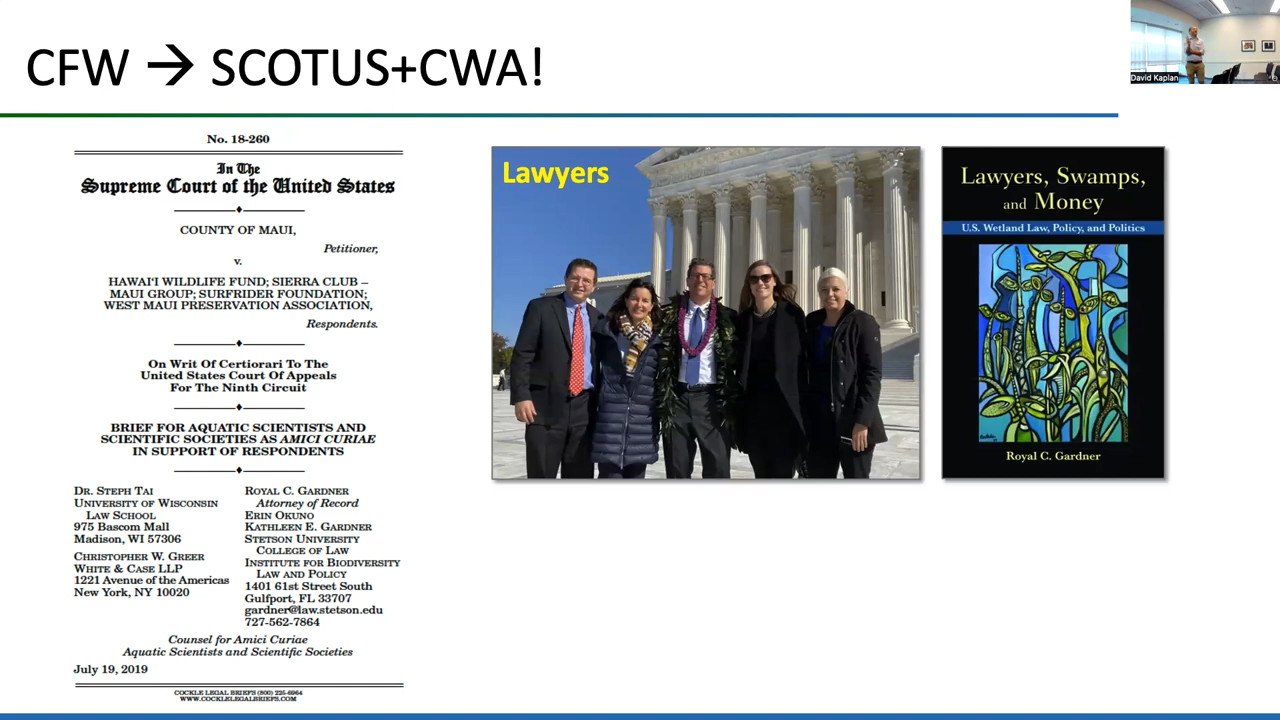 CFW → SCOTUS+CWA!
David Kaplan
No. 18-260
In The
Supreme Court of the United States
COUNTY OF MAUI,
Petitioner,
v.
HAWAI‘I WILDLIFE FUND; SIERRA CLUB –
MAUI GROUP; SURFRIDER FOUNDATION;
WEST MAUI PRESERVATION ASSOCIATION,
Respondents.
On Writ Of Certiorari To The
United States Court Of Appeals
For The Ninth Circuit
BRIEF FOR AQUATIC SCIENTISTS AND
SCIENTIFIC SOCIETIES AS AMICI CURIAE
IN SUPPORT OF RESPONDENTS
DR. STEPH TAI
UNIVERSITY OF WISCONSIN
LAW SCHOOL
975 Bascom Mall
Madison, WI 57306
CHRISTOPHER W. GREER
WHITE & CASE LLP
1221 Avenue of the Americas
New York, NY 10020
ROYAL C. GARDNER
Attorney of Record
ERIN OKUNO
KATHLEEN E. GARDNER
STETSON UNIVERSITY
COLLEGE OF LAW
INSTITUTE FOR BIODIVERSITY
LAW AND POLICY
1401 61st Street South
Gulfport, FL 33707
gardner@law.stetson.edu
727-562-7864
Counsel for Amici Curiae
Aquatic Scientists and Scientific Societies
July 19, 2019
COCKLE LEGAL BRIEFS (800) 225-6964
WWW.COCKLELEGALBRIEFS.COM
Lawyers
Lawyers, Swamps,
and Money
U.S. Wetland Law, Policy, and Politics
Royal C. Gardner